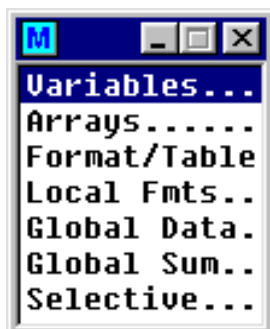 M
Variables...
Arrays......
Format/Table
Local Fmts..
Global Data.
Global Sum..
Selective...